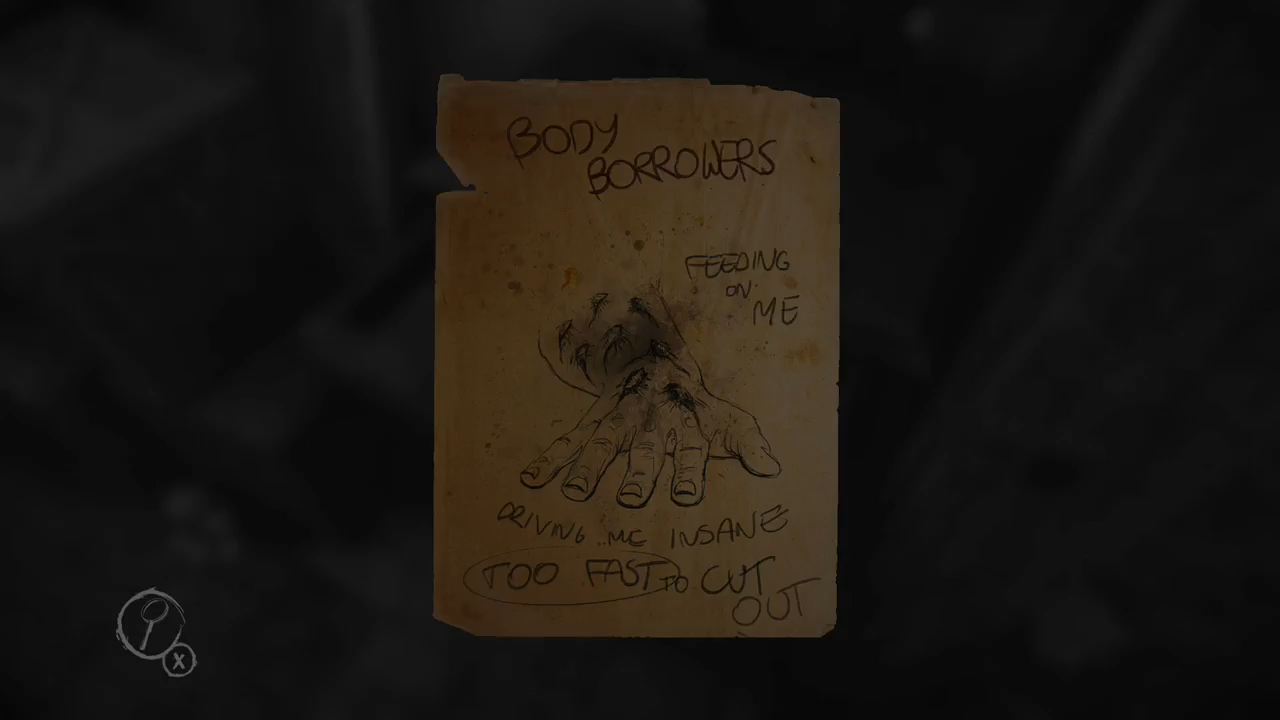 BODY
BORROWERS
FEEDING
ON
ME
DRIVING ME INSANE
TOO FAST TO CUT
OUT
X